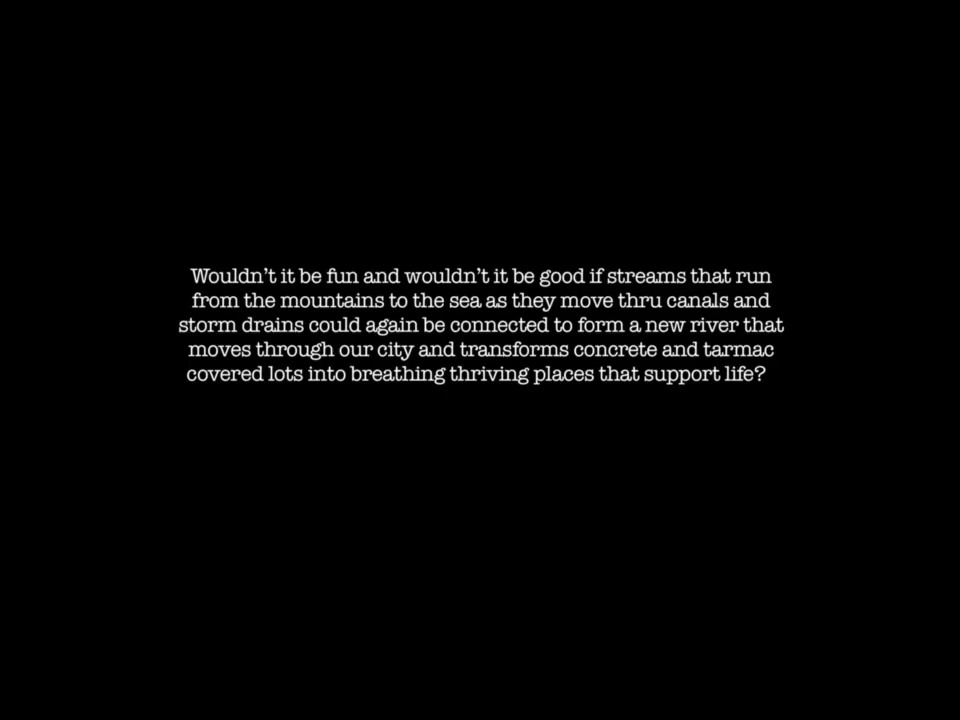 Wouldn't it be fun and wouldn't it be good if streams that run
from the mountains to the sea as they move thru canals and
storm drains could again be connected to form a new river that
moves through our city and transforms concrete and tarmac
covered lots into breathing thriving places that support life?